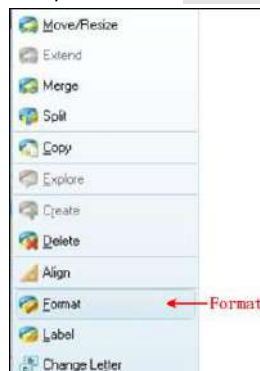 Move/Resize
Extend
Merge
Split
Copy
Explore
Create
Delete
Align
Format Format
Label
Change Letter